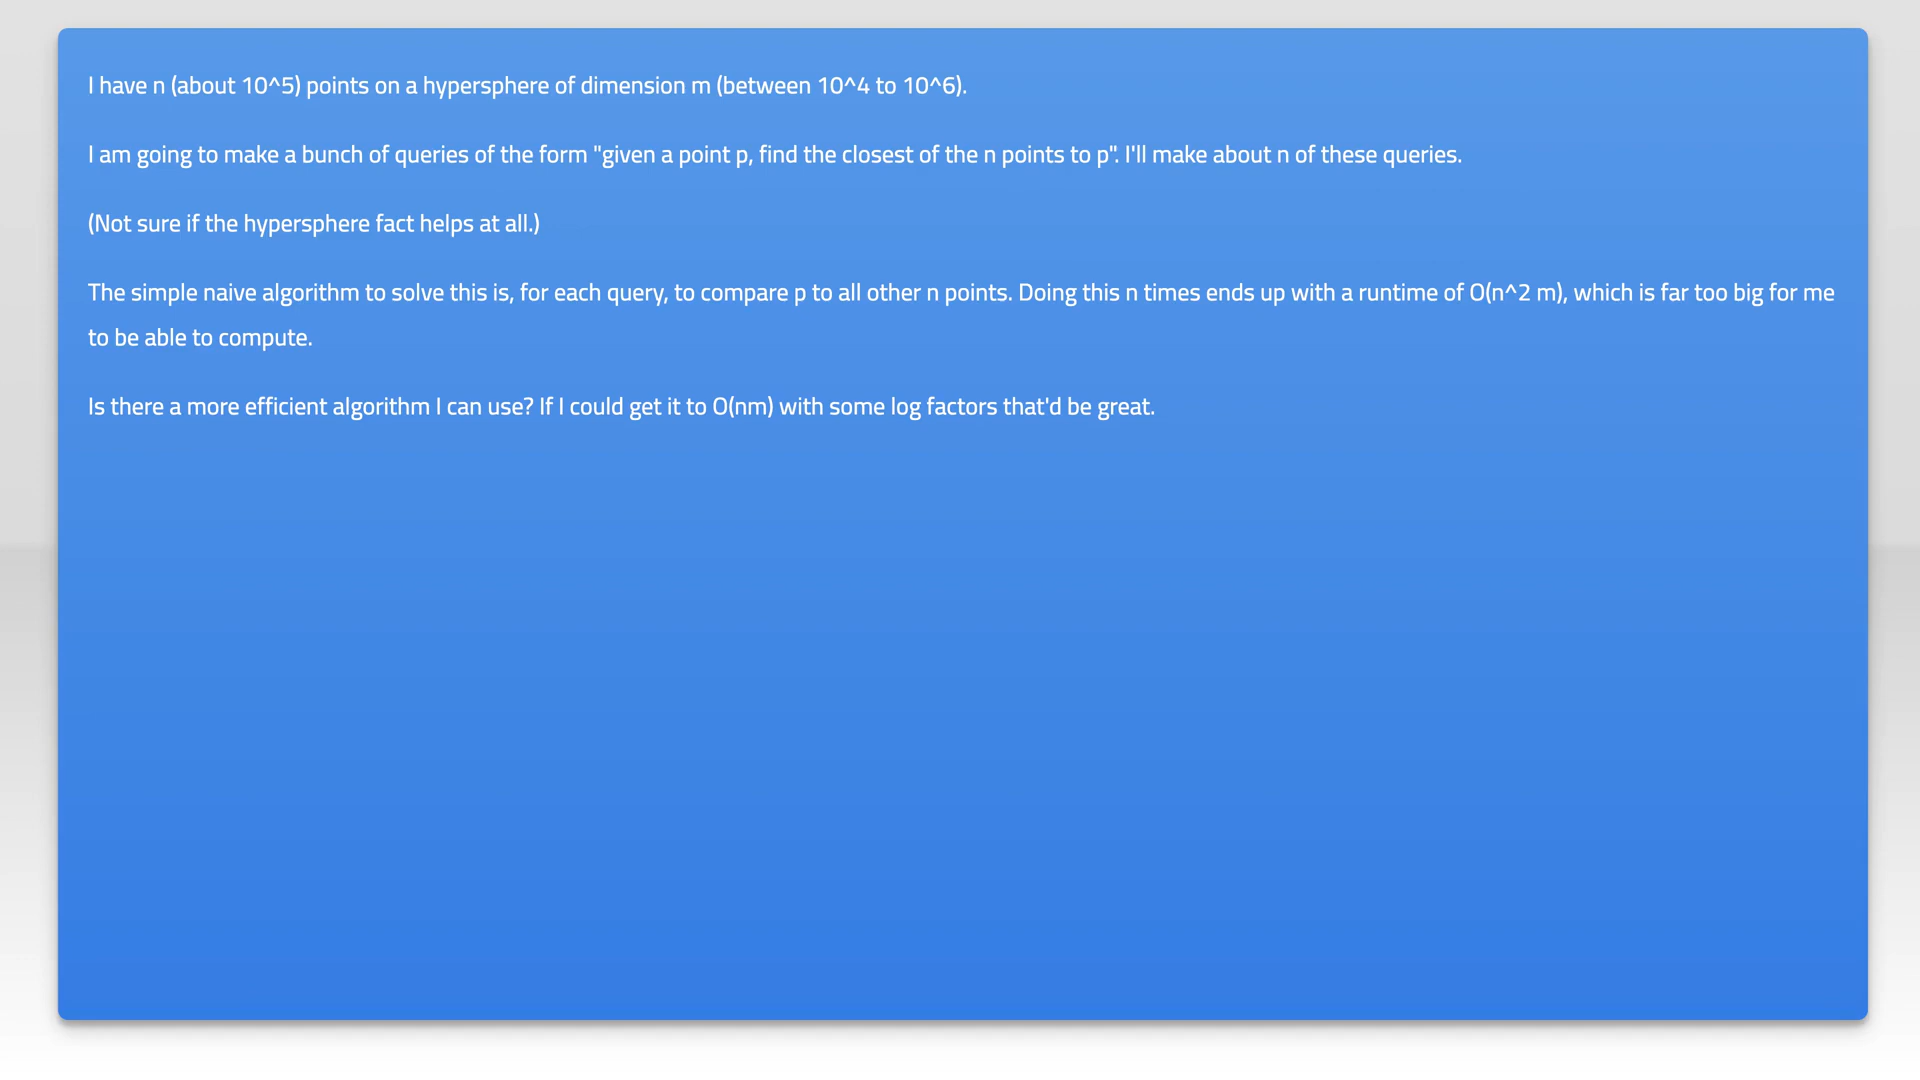 I have n (about 10^5) points on a hypersphere of dimension m (between 10^4 to 10^6).
I am going to make a bunch of queries of the form "given a point p, find the closest of the n points to p". I'll make about n of these queries.
(Not sure if the hypersphere fact helps at all.)
The simple naive algorithm to solve this is, for each query, to compare p to all other n points. Doing this n times ends up with a runtime of O(n^2 m), which is far too big for me
to be able to compute.
Is there a more efficient algorithm I can use? If I could get it to O(nm) with some log factors that'd be great.